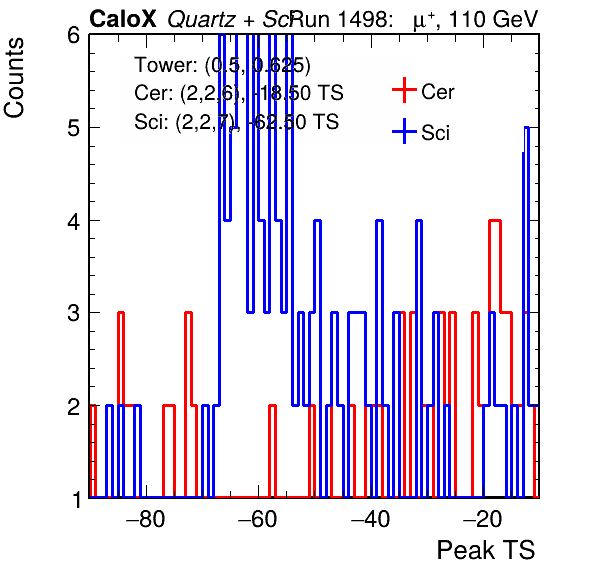 CaloX Quartz + Sci Run 1498: μ⁺, 110 GeV
Tower: (0.5, 0.625)
Cer: (2,2,6), -18.50 TS
Sci: (2,2,7), -62.50 TS
Cer
Sci
Counts
6
5
4
3
2
1
−80 −60 −40 −20
Peak TS